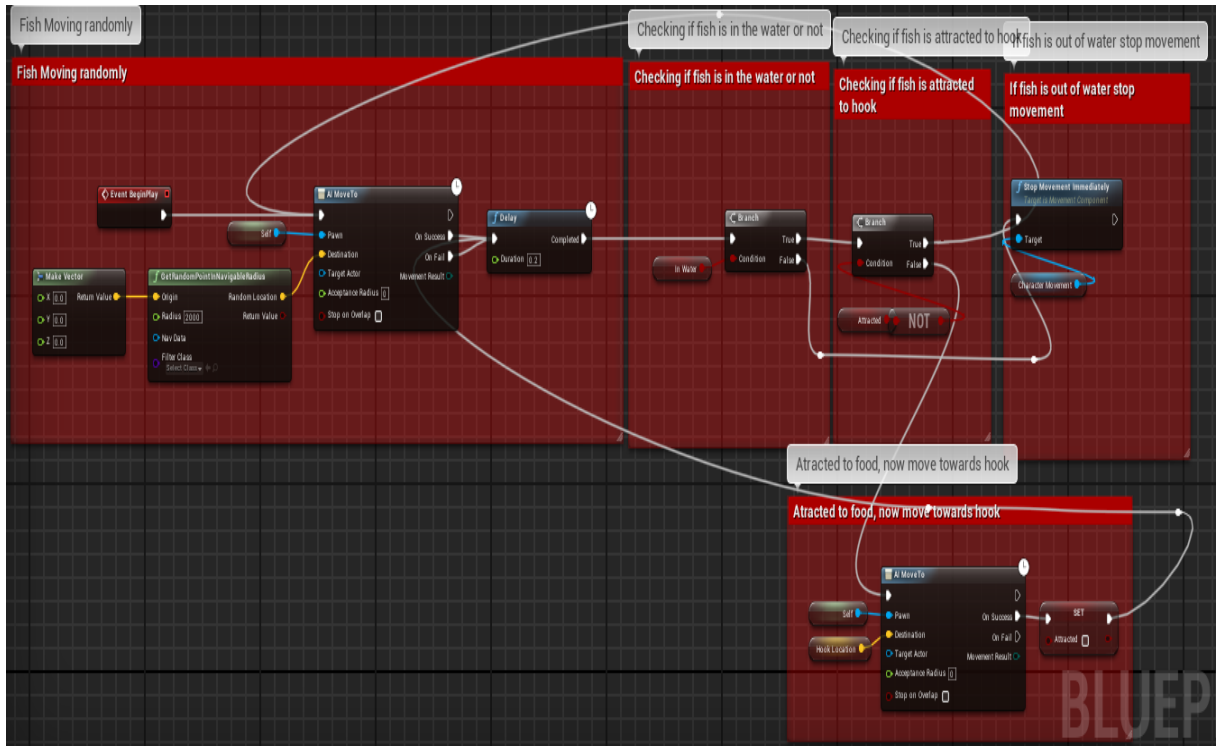 Fish Moving randomly
Checking if fish is in the water or not
Checking if fish is attracted to hook
If fish is out of water stop movement
Fish Moving randomly
Checking if fish is in the water or not
Checking if fish is attracted
to hook
If fish is out of water stop
movement
Event BeginPlay
AI MoveTo
Self
Pawn
On Success
Destination
On Fail
Target Actor
Movement Result
Acceptance Radius 0
Stop on Overlap
Make Vector
X 0.0
Return Value
Y 0.0
Z 0.0
GetRandomPointInNavigableRadius
Origin
Random Location
Radius 2000
Return Value
Nav Data
Filter Class
Select Class
Delay
Completed
Duration 0.2
Branch
True
Condition
False
In Water
Branch
True
Condition
False
Attracted
NOT
Stop Movement Immediately
Target is Movement Component
Target
Character Movement
Atracted to food, now move towards hook
Atracted to food, now move towards hook
AI MoveTo
Self
Pawn
On Success
Hook Location
Destination
On Fail
Target Actor
Movement Result
Acceptance Radius 0
Stop on Overlap
SET
Attracted
BLUEP